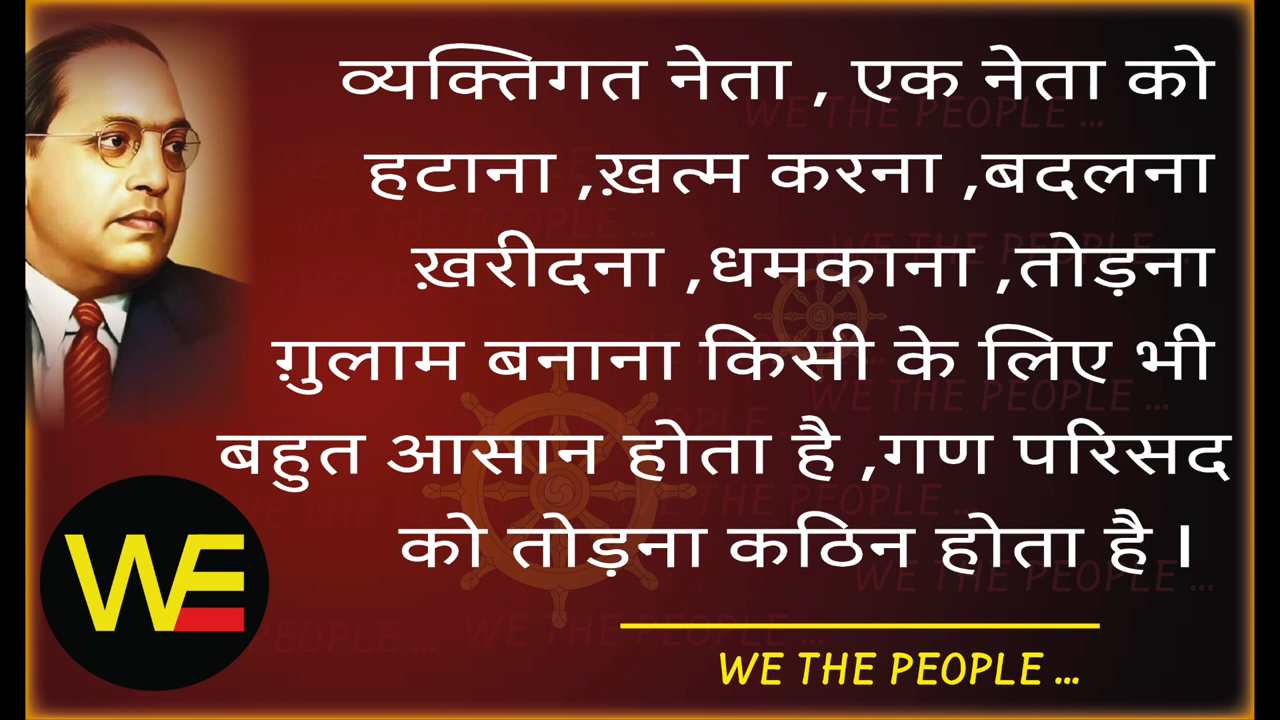 व्यक्तिगत नेता , एक नेता को
हटाना ,ख़त्म करना ,बदलना
ख़रीदना ,धमकाना ,तोड़ना
ग़ुलाम बनाना किसी के लिए भी
बहुत आसान होता है ,गण परिसद
को तोड़ना कठिन होता है ।
WE
WE THE PEOPLE ...